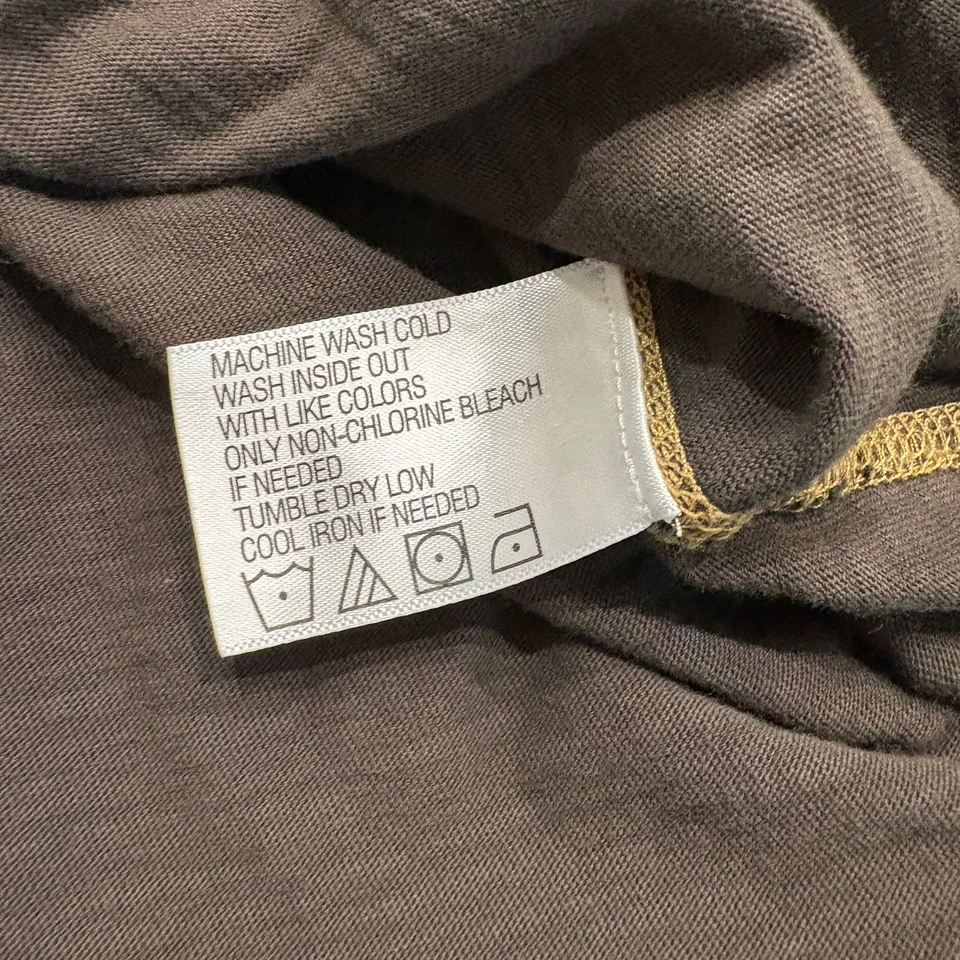 MACHINE WASH COLD
WASH INSIDE OUT
WITH LIKE COLORS
ONLY NON-CHLORINE BLEACH
IF NEEDED
TUMBLE DRY LOW
COOL IRON IF NEEDED